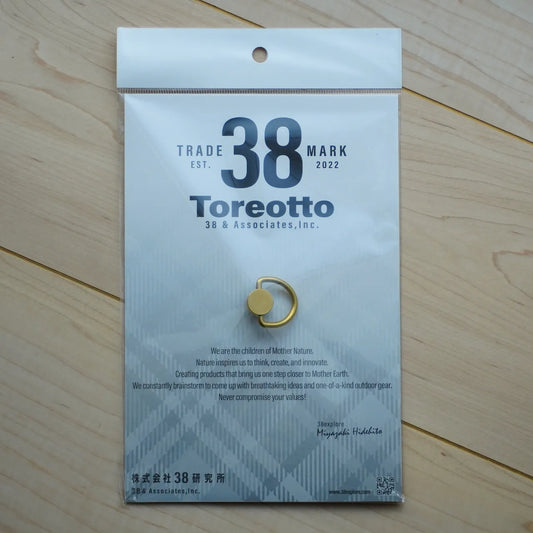 TRADE 38 MARK
EST. 2022
Toreotto
38 & Associates,Inc.
We are the children of Mother Nature.
Nature inspires us to think, create, and innovate.
Creating products that bring us one step closer to Mother Earth.
We constantly brainstorm to come up with breathtaking ideas and one-of-a-kind outdoor gear.
Never compromise your values!
38explore
Miyazaki Hidehito
株式会社 38 研究所
38 & Associates,Inc.
www.38explore.com